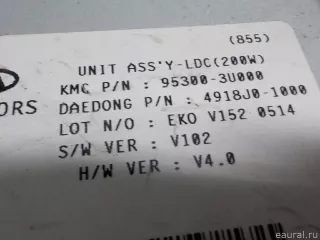 (855)
UNIT ASS'Y-LDC(200W)
KMC P/N : 95300-3U000
ORS
DAEDONG P/N : 4918J0-1000
LOT N/O : EKO V152 0514
S/W VER : V102
H/W VER : V4.0
eaural.ru